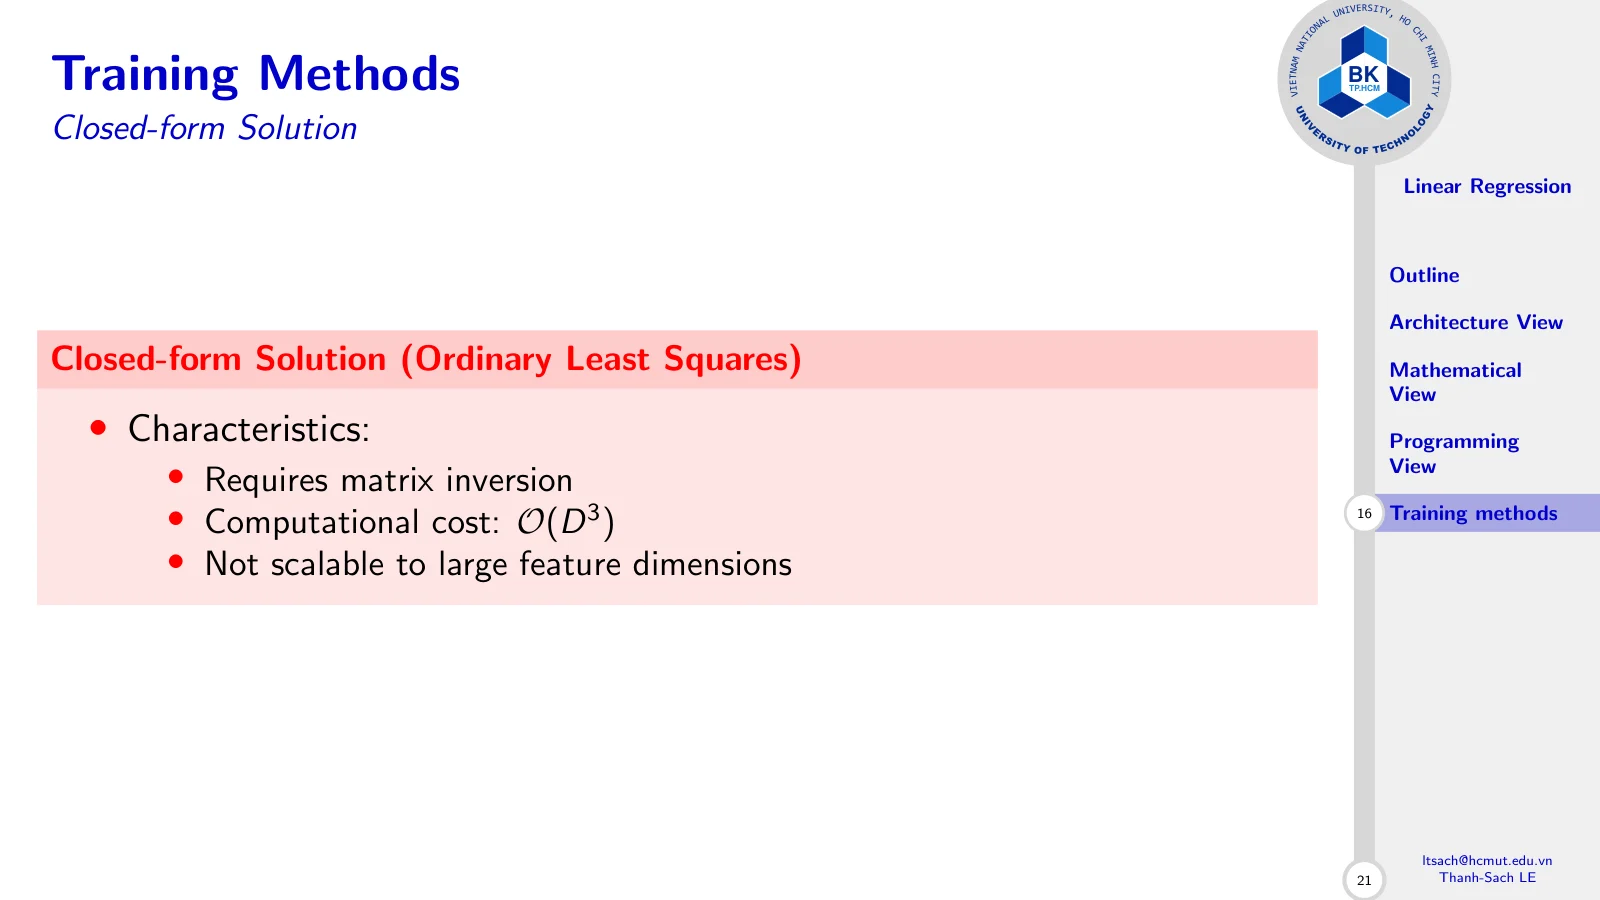 Training Methods
Closed-form Solution
Closed-form Solution (Ordinary Least Squares)
• Characteristics:
• Requires matrix inversion
• Computational cost: 𝒪(D³)
• Not scalable to large feature dimensions
VIETNAM NATIONAL UNIVERSITY, HO CHI MINH CITY
BK
TP.HCM
UNIVERSITY OF TECHNOLOGY
Linear Regression
Outline
Architecture View
Mathematical
View
Programming
View
16 Training methods
ltsach@hcmut.edu.vn
Thanh-Sach LE
21